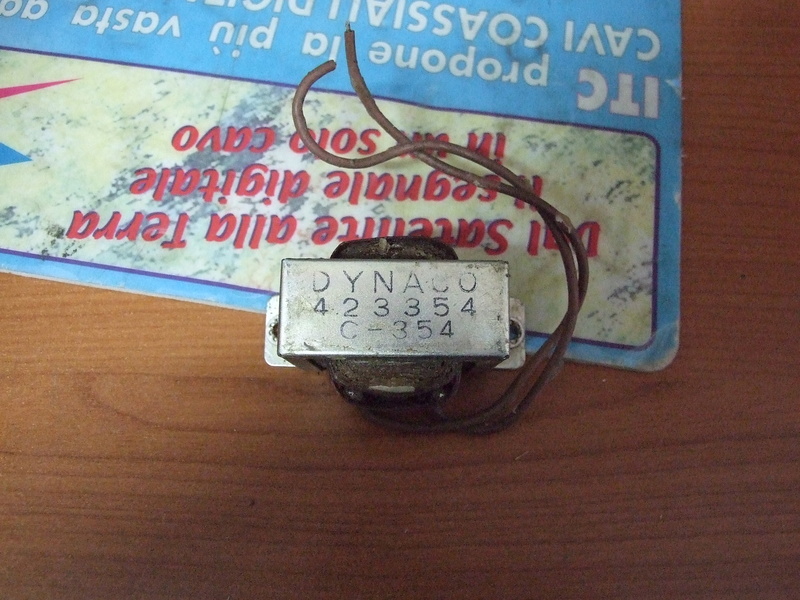 DYNACO
423354
C-354
Dal Satellite alla Terra
il segnale digitale
in un solo cavo
ITC propone la più vasta
CAVI COASSIALI DIGIT